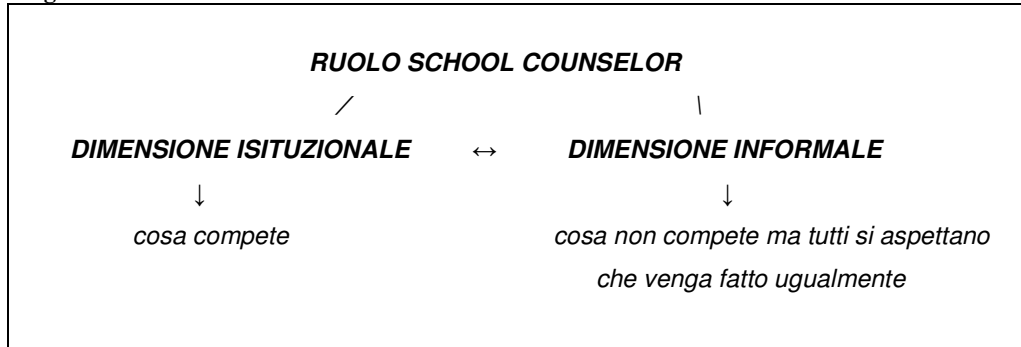 RUOLO SCHOOL COUNSELOR
/ \
DIMENSIONE ISITUZIONALE ↔ DIMENSIONE INFORMALE
↓ ↓
cosa compete cosa non compete ma tutti si aspettano
che venga fatto ugualmente